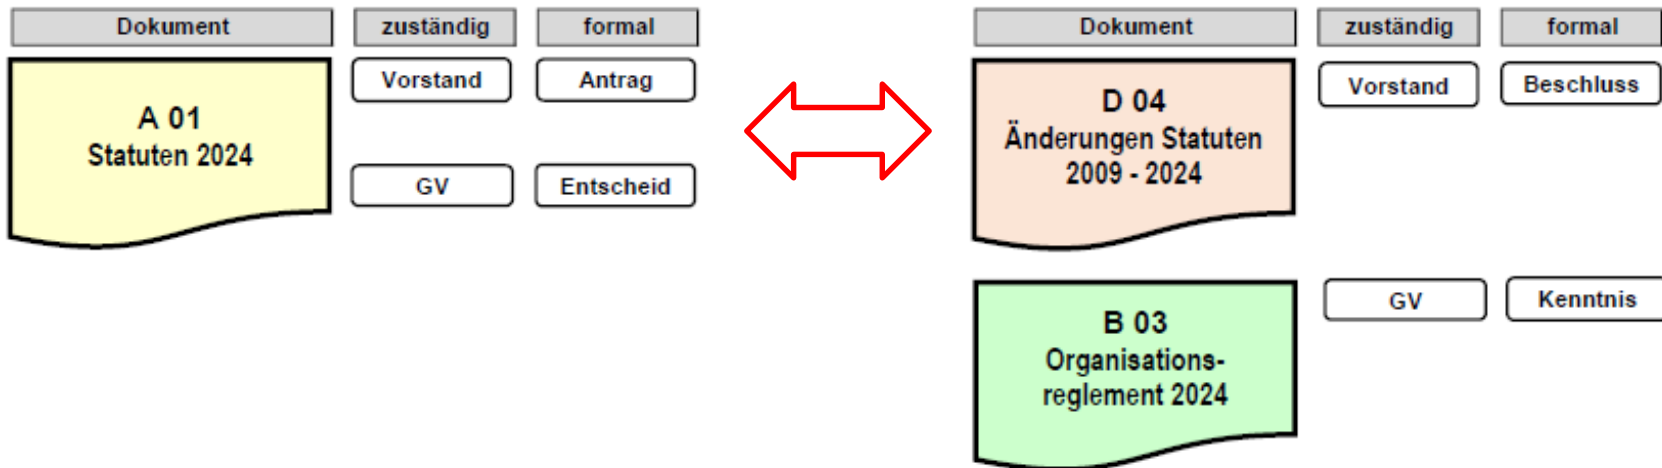 Dokument zuständig formal
A 01
Statuten 2024
Vorstand Antrag
GV Entscheid
Dokument zuständig formal
D 04
Änderungen Statuten
2009 - 2024
Vorstand Beschluss
B 03
Organisations-
reglement 2024
GV Kenntnis